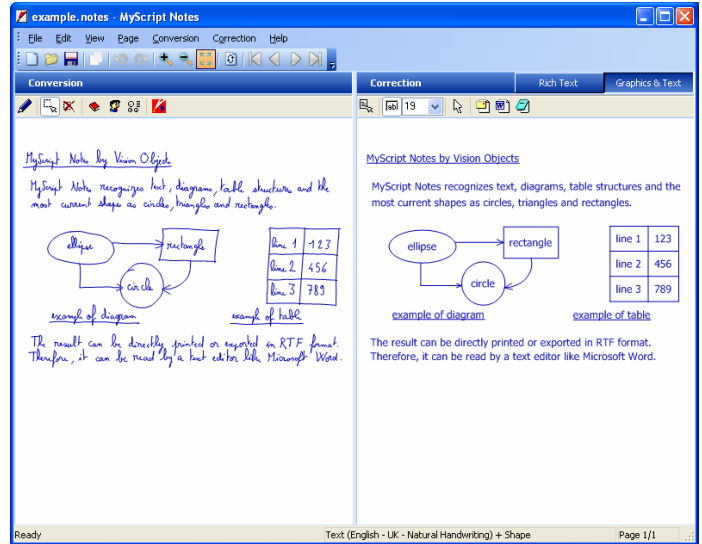 example.notes - MyScript Notes
File Edit View Page Conversion Correction Help
Conversion
Correction Rich Text Graphics & Text
19
MyScript Notes by Vision Objects
MyScript Notes recognizes text, diagrams, table structures and the
most current shapes as circles, triangles and rectangles.
ellipse rectangle
circle
line 1 123
line 2 456
line 3 789
example of diagram example of table
The result can be directly printed or exported in RTF format.
Therefore, it can be read by a text editor like Microsoft Word.
MyScript Notes by Vision Objects
MyScript Notes recognizes text, diagrams, table structures and the
most current shapes as circles, triangles and rectangles.
ellipse rectangle
circle
line 1 123
line 2 456
line 3 789
example of diagram example of table
The result can be directly printed or exported in RTF format.
Therefore, it can be read by a text editor like Microsoft Word.
Ready Text (English - UK - Natural Handwriting) + Shape Page 1/1